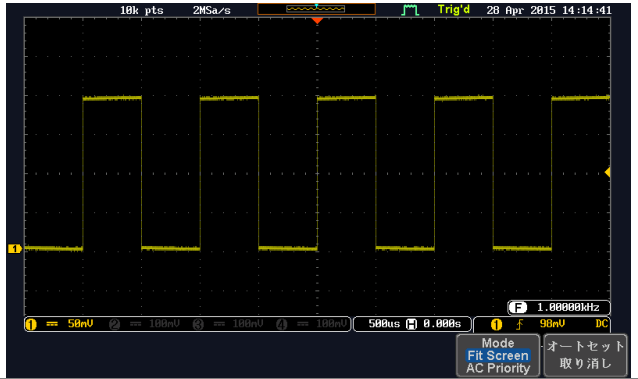 10k pts 2MSa/s Trig'd 28 Apr 2015 14:14:41
1
F 1.00000kHz
1 50mV 2 100mV 3 100mV 4 100mV 500us H 0.000s 1 98mV DC
Mode
Fit Screen
AC Priority
オートセット
取り消し